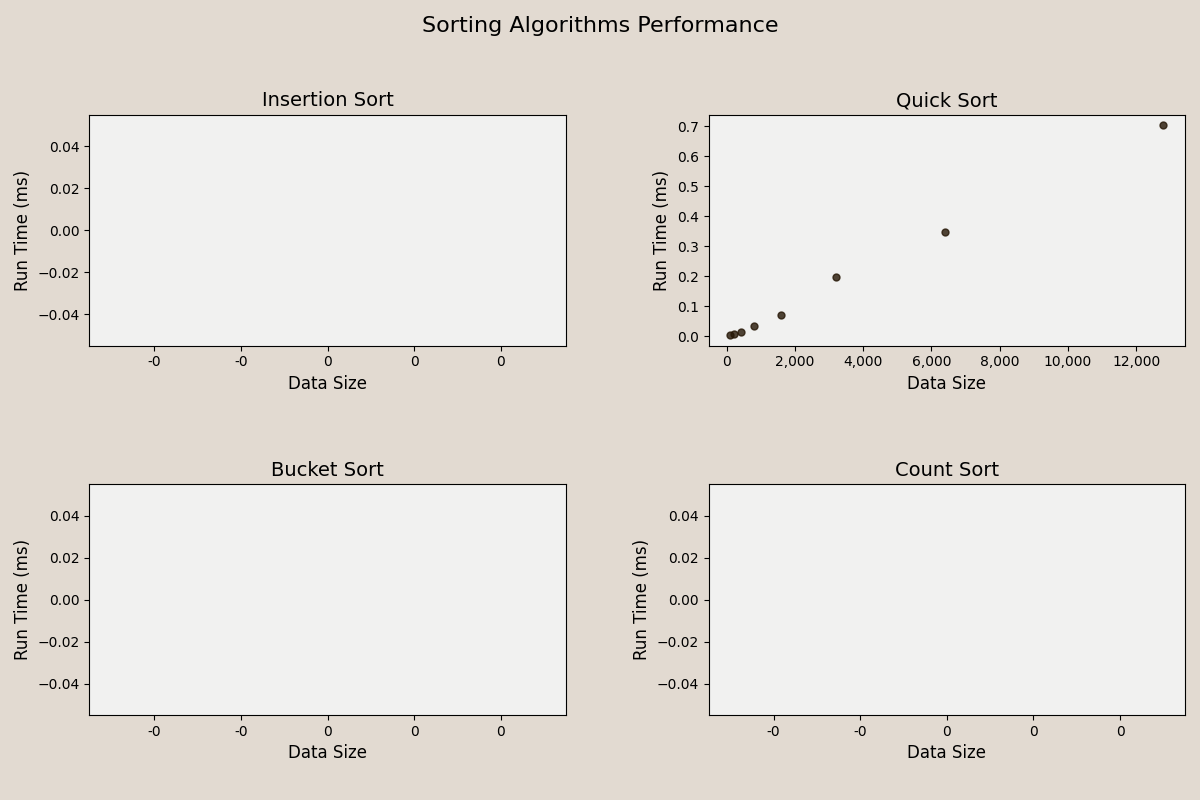 Sorting Algorithms Performance
Insertion Sort
Run Time (ms)
0.04
0.02
0.00
−0.02
−0.04
-0 -0 0 0 0
Data Size
Quick Sort
Run Time (ms)
0.7
0.6
0.5
0.4
0.3
0.2
0.1
0.0
0 2,000 4,000 6,000 8,000 10,000 12,000
Data Size
Bucket Sort
Run Time (ms)
0.04
0.02
0.00
−0.02
−0.04
-0 -0 0 0 0
Data Size
Count Sort
Run Time (ms)
0.04
0.02
0.00
−0.02
−0.04
-0 -0 0 0 0
Data Size